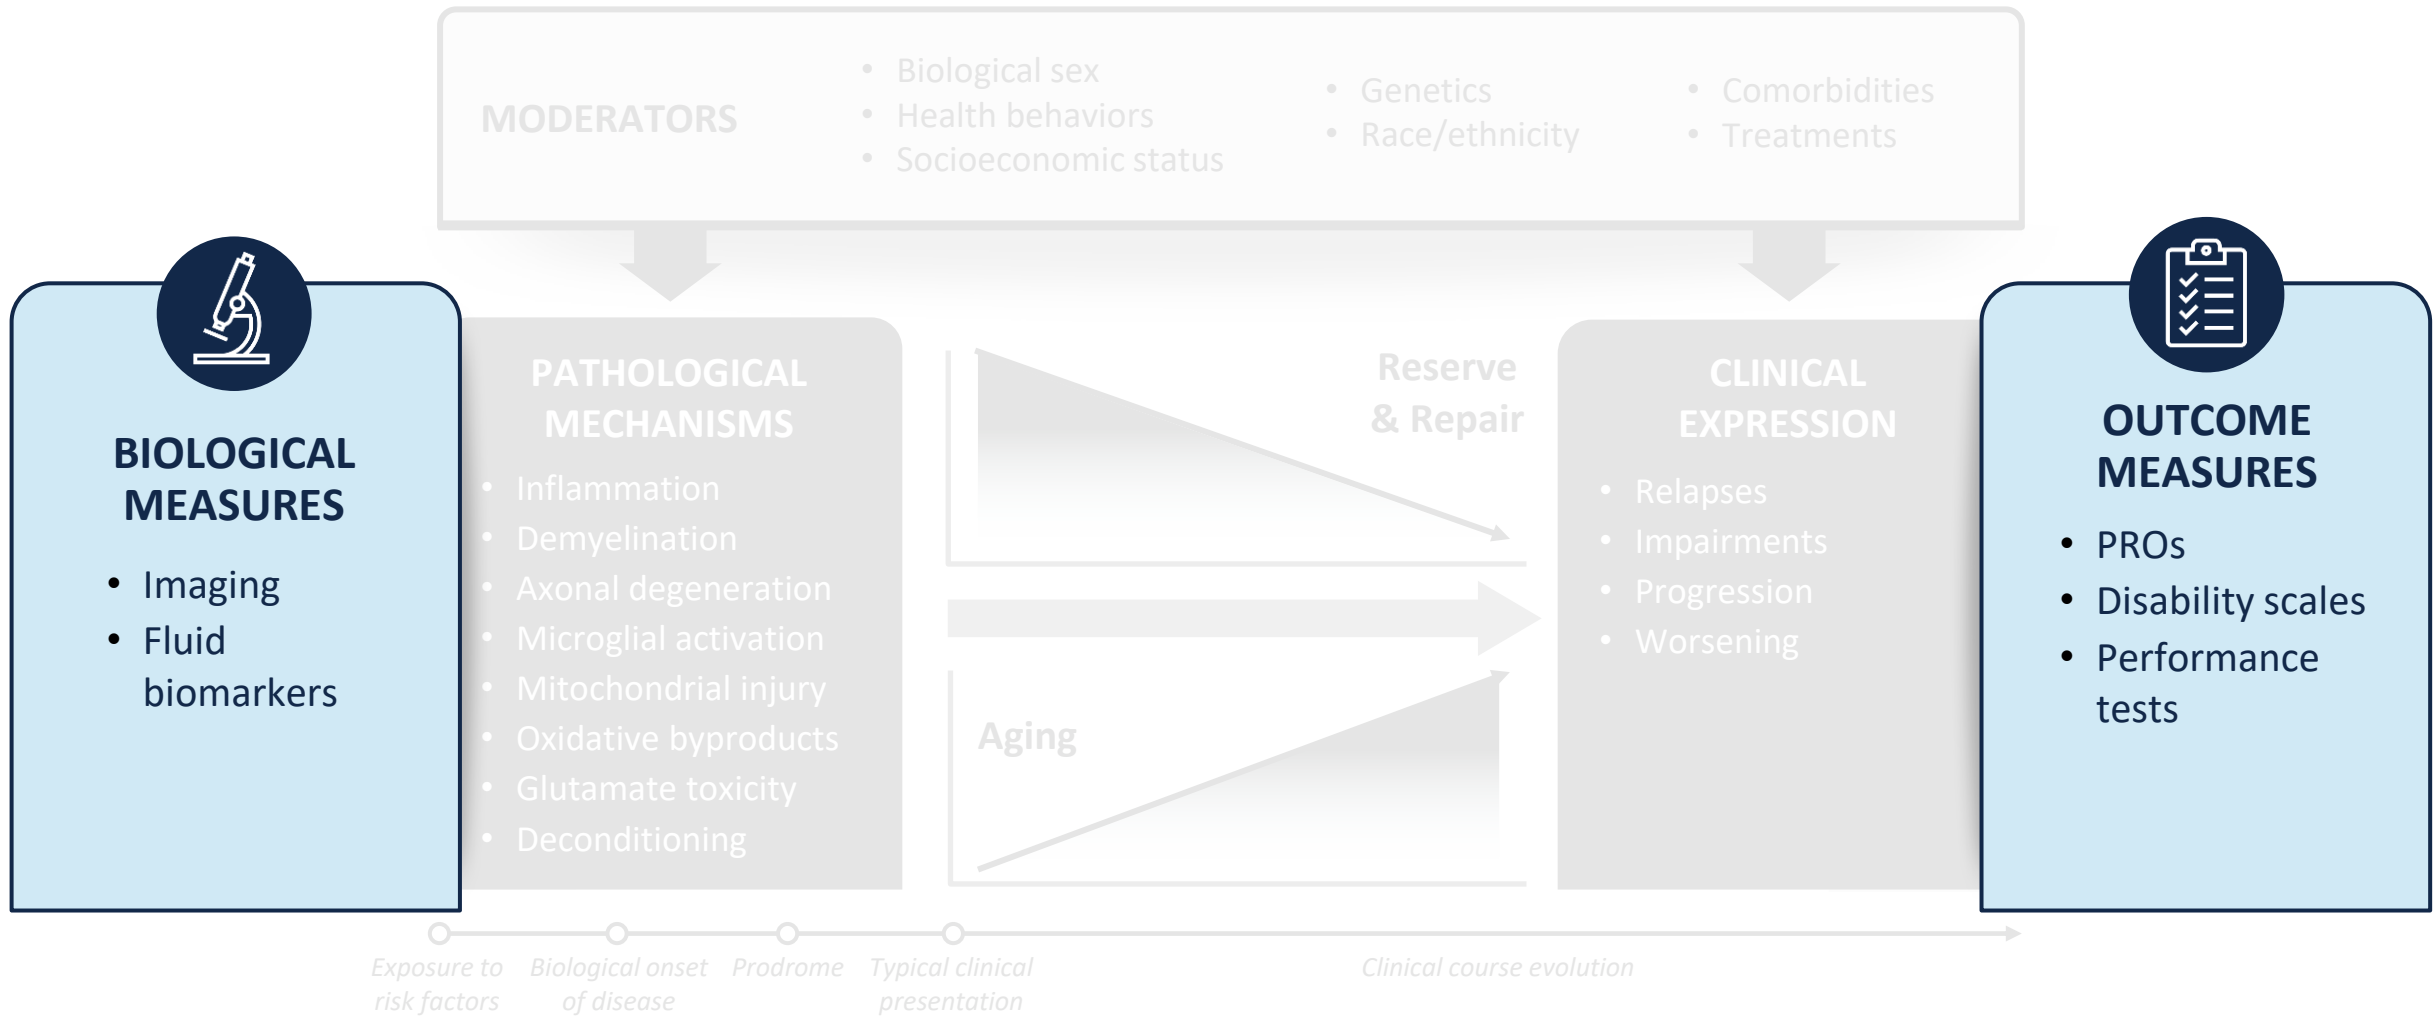 MODERATORS
• Biological sex
• Health behaviors
• Socioeconomic status
• Genetics
• Race/ethnicity
• Comorbidities
• Treatments
BIOLOGICAL
MEASURES
• Imaging
• Fluid
biomarkers
PATHOLOGICAL
MECHANISMS
• Inflammation
• Demyelination
• Axonal degeneration
• Microglial activation
• Mitochondrial injury
• Oxidative byproducts
• Glutamate toxicity
• Deconditioning
Reserve
& Repair
Aging
CLINICAL
EXPRESSION
• Relapses
• Impairments
• Progression
• Worsening
OUTCOME
MEASURES
• PROs
• Disability scales
• Performance
tests
Exposure to
risk factors
Biological onset
of disease
Prodrome
Typical clinical
presentation
Clinical course evolution